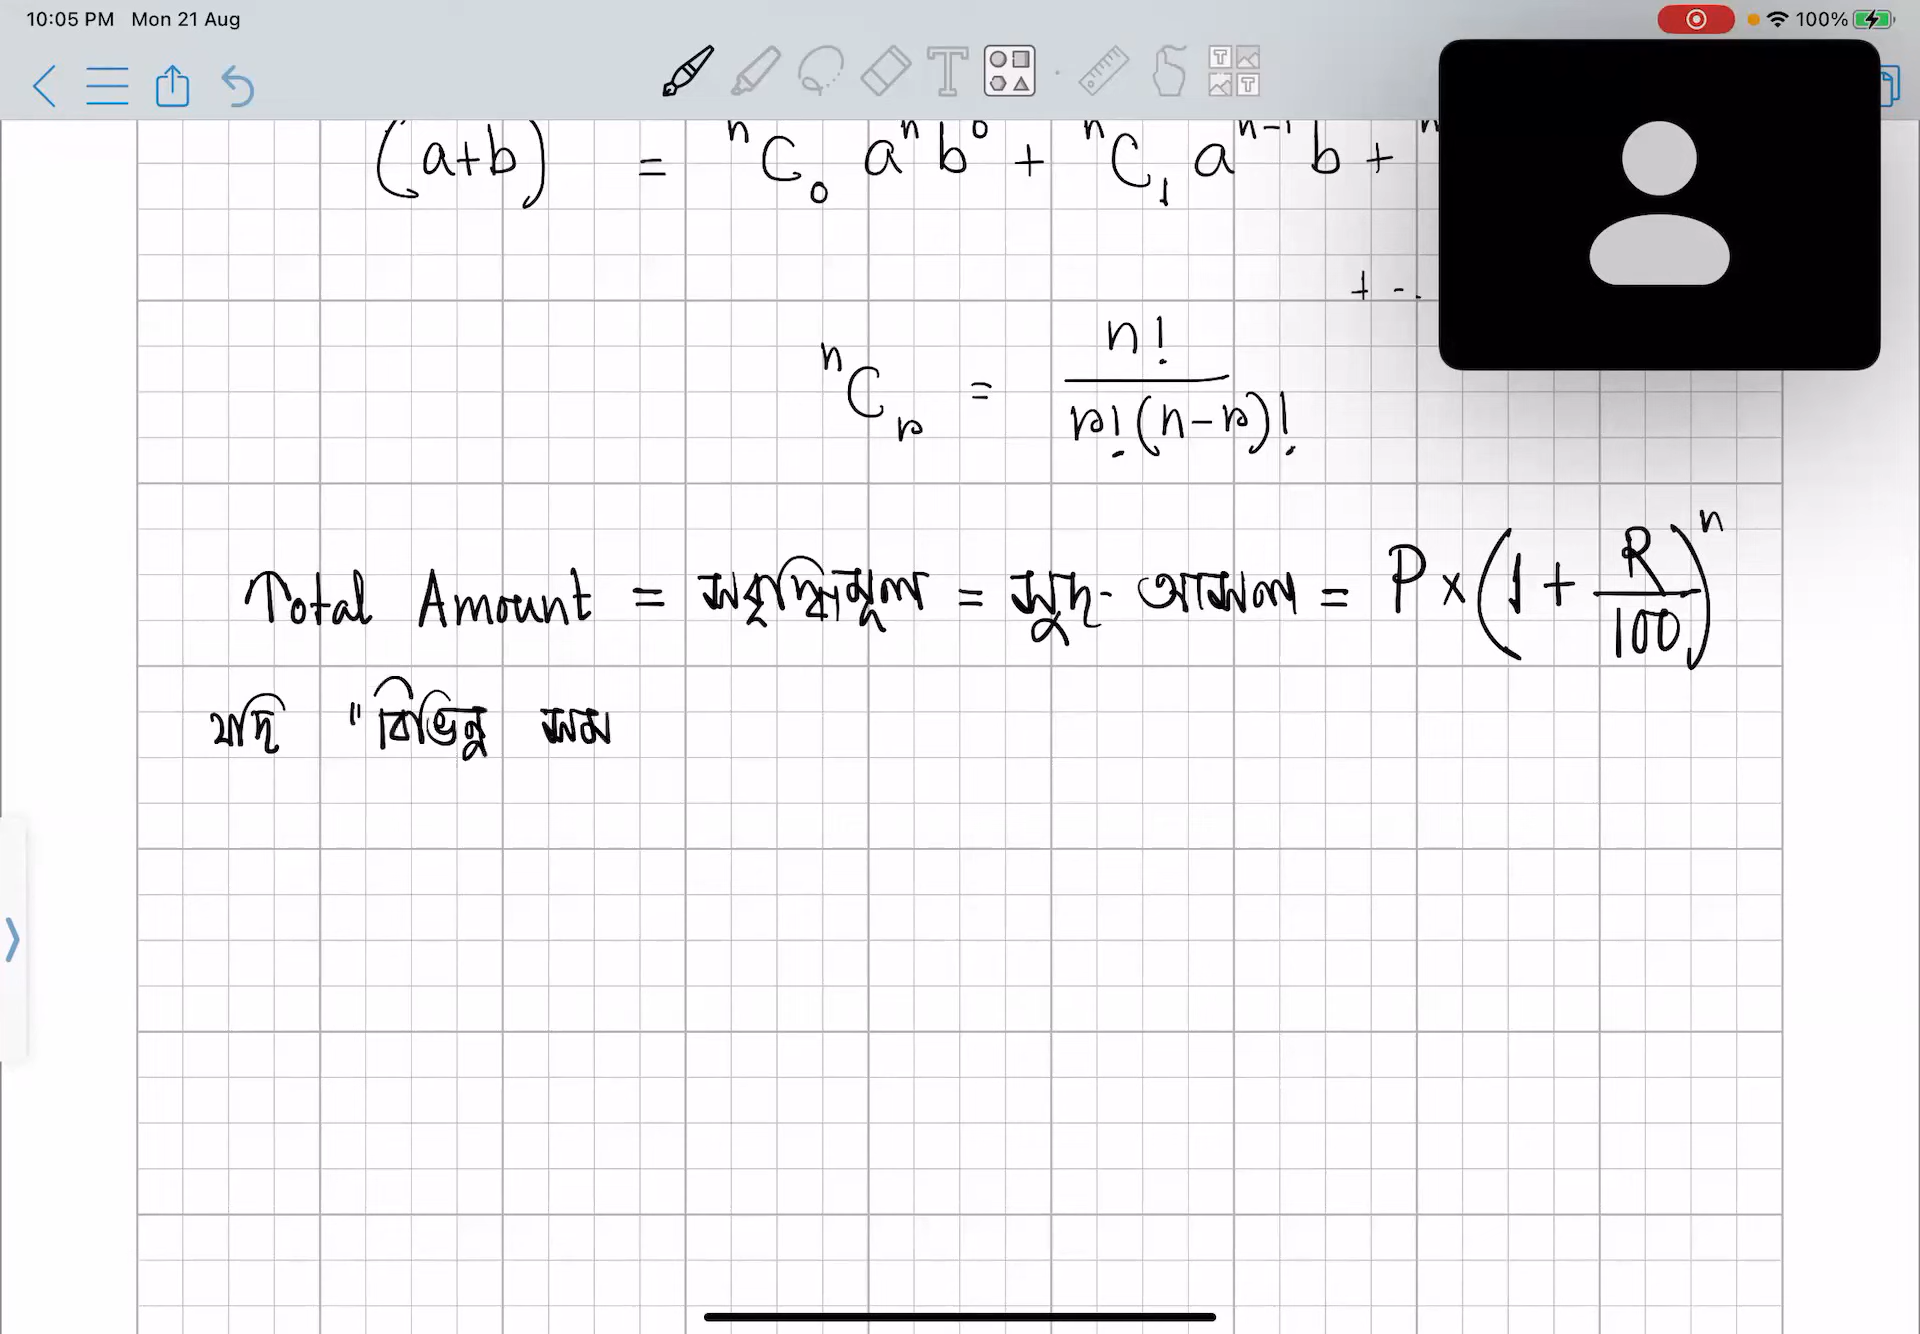 10:05 PM Mon 21 Aug 100%
(a+b) = ⁿC₀ aⁿ b⁰ + ⁿC₁ aⁿ⁻¹ b + ⁿ
+ -.
ⁿCᵣ = n! / r!(n-r)!
Total Amount = সবৃদ্ধিমূল = সুদ- আসল = P × (1 + R/100)ⁿ
যদি "বিভিন্ন সম